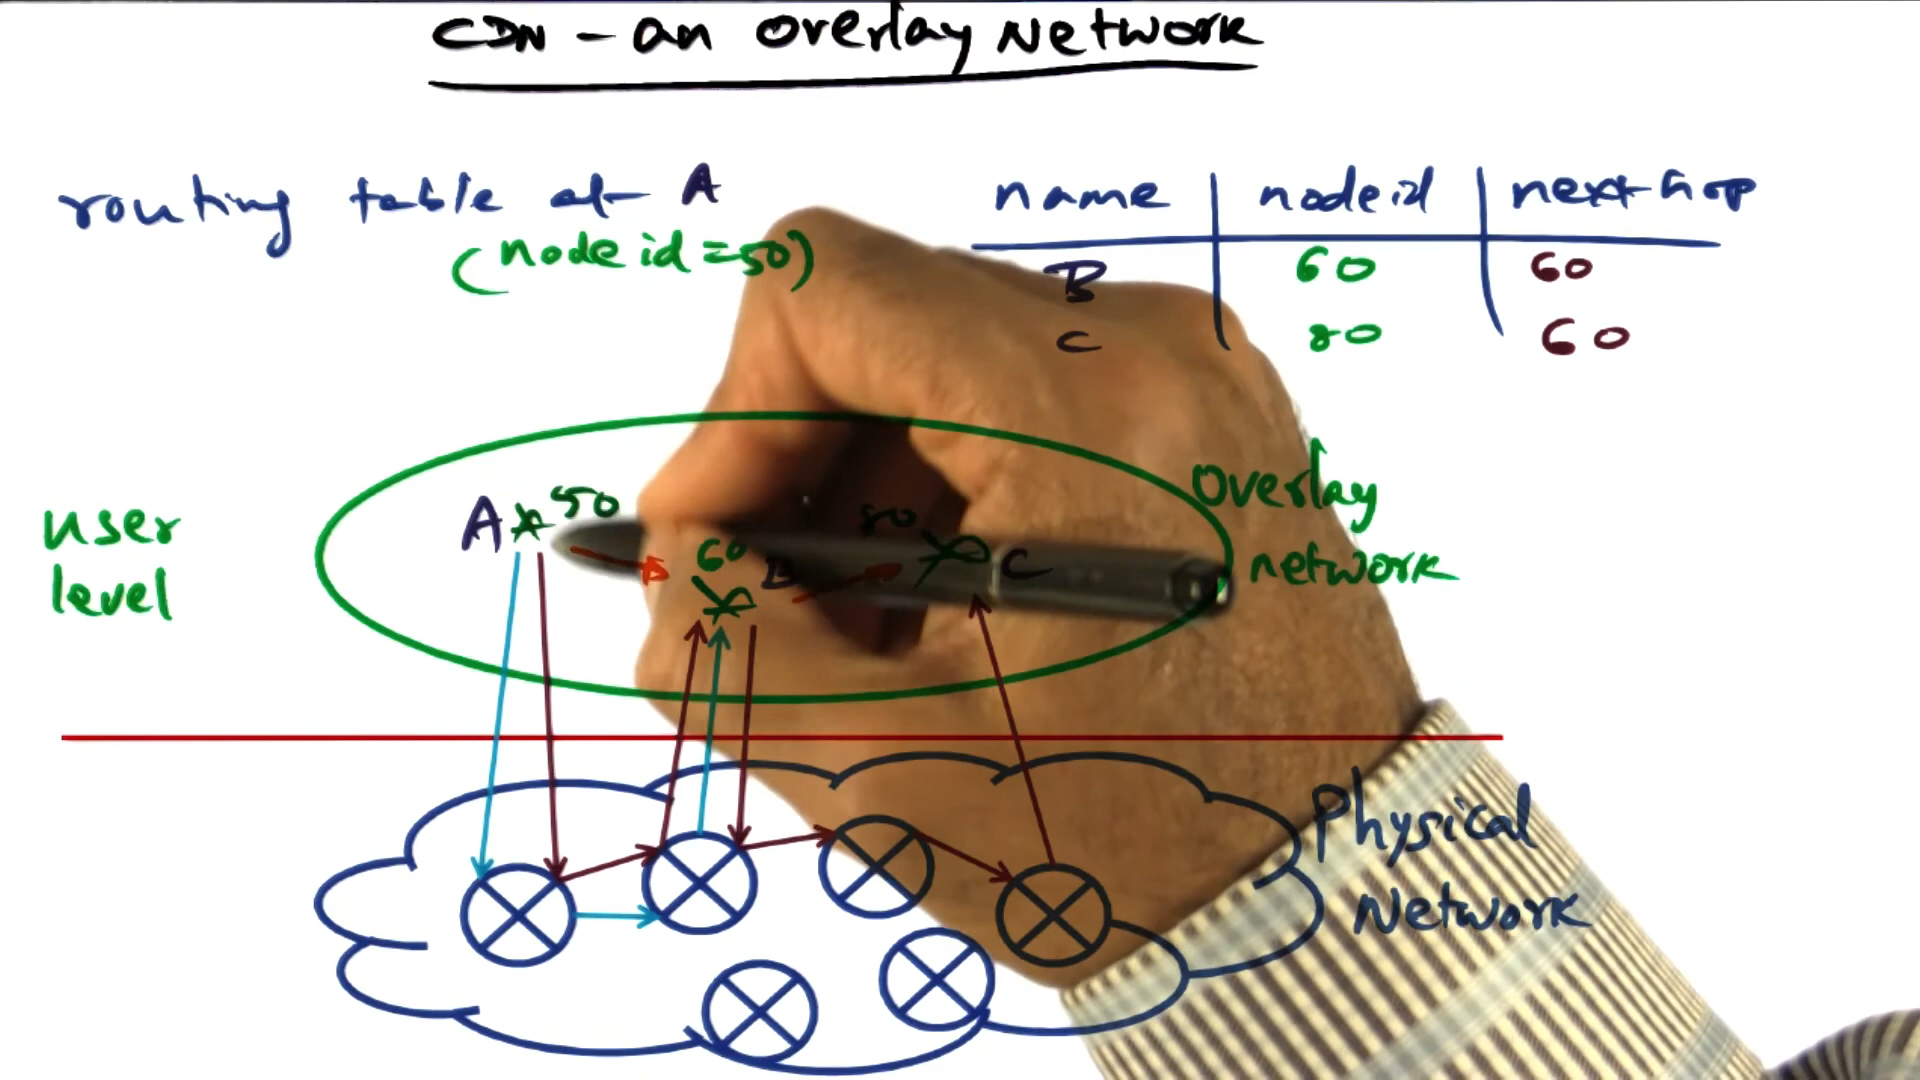 CDN - an overlay Network
routing table at A
(node id = 50)
name node id next hop
B 60 60
C 80 60
user level
A 50
60 B
80 C
Overlay network
Physical Network